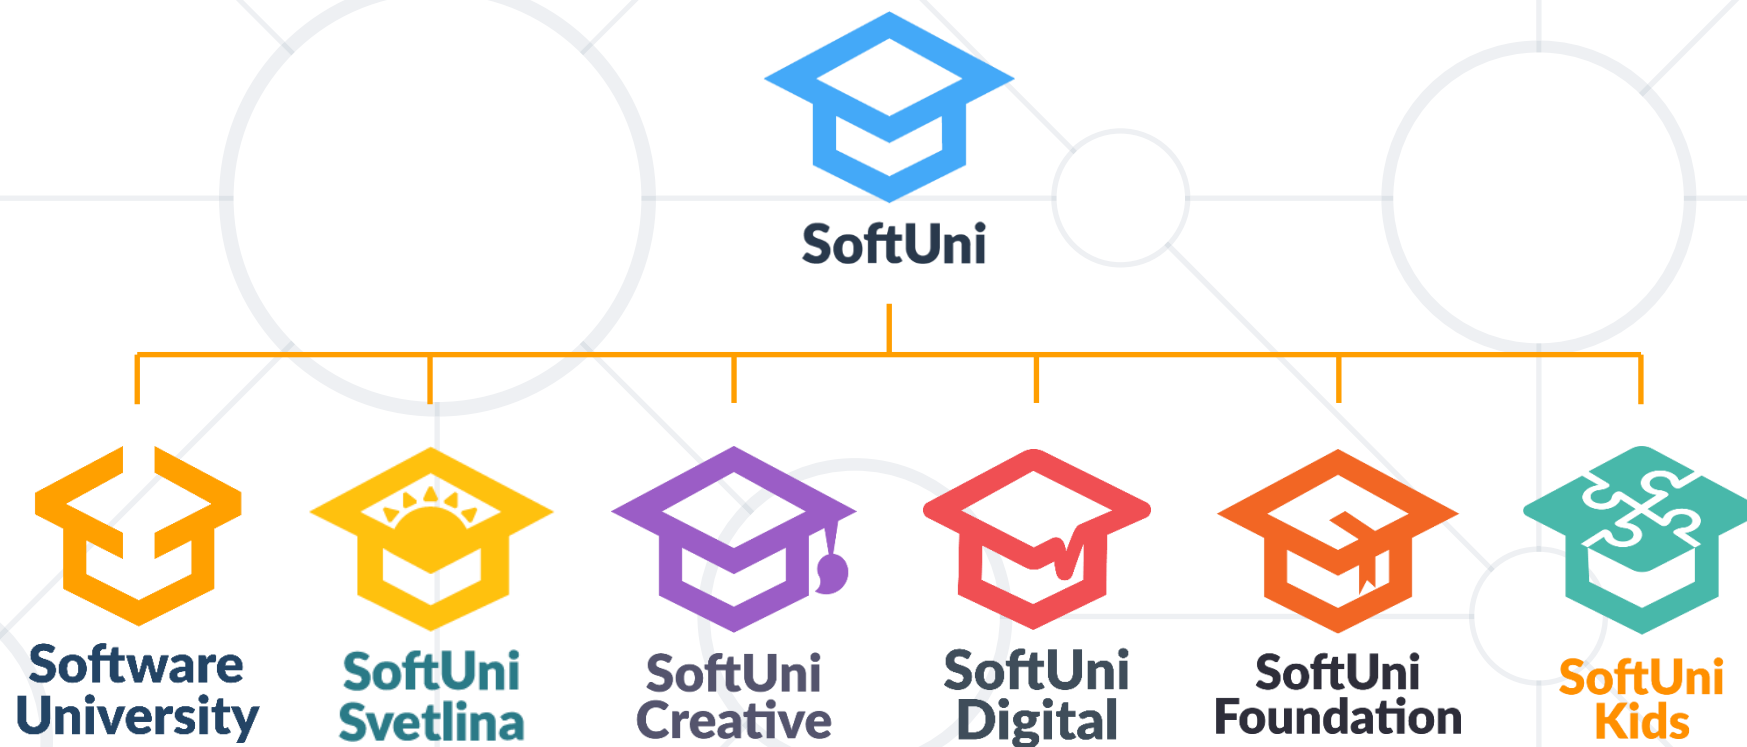 SoftUni
Software
University
SoftUni
Svetlina
SoftUni
Creative
SoftUni
Digital
SoftUni
Foundation
SoftUni
Kids